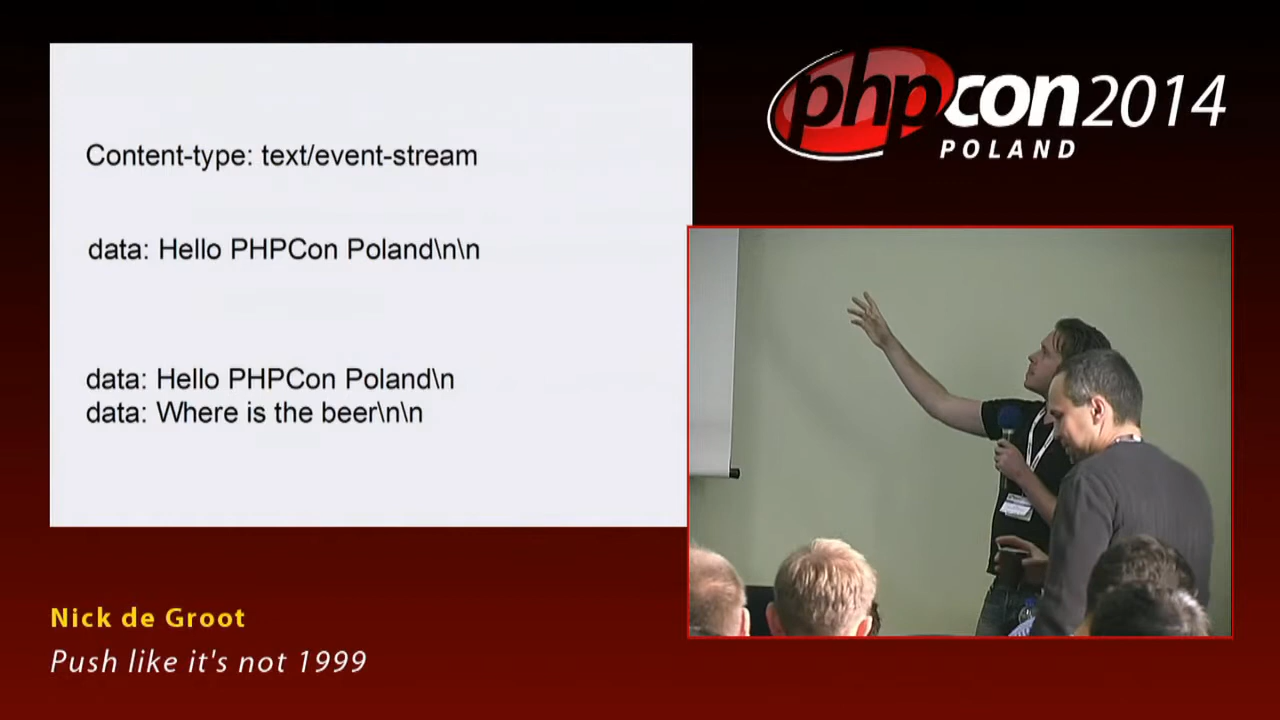 Content-type: text/event-stream
data: Hello PHPCon Poland\n\n
data: Hello PHPCon Poland\n
data: Where is the beer\n\n
phpcon2014
POLAND
Nick de Groot
Push like it's not 1999